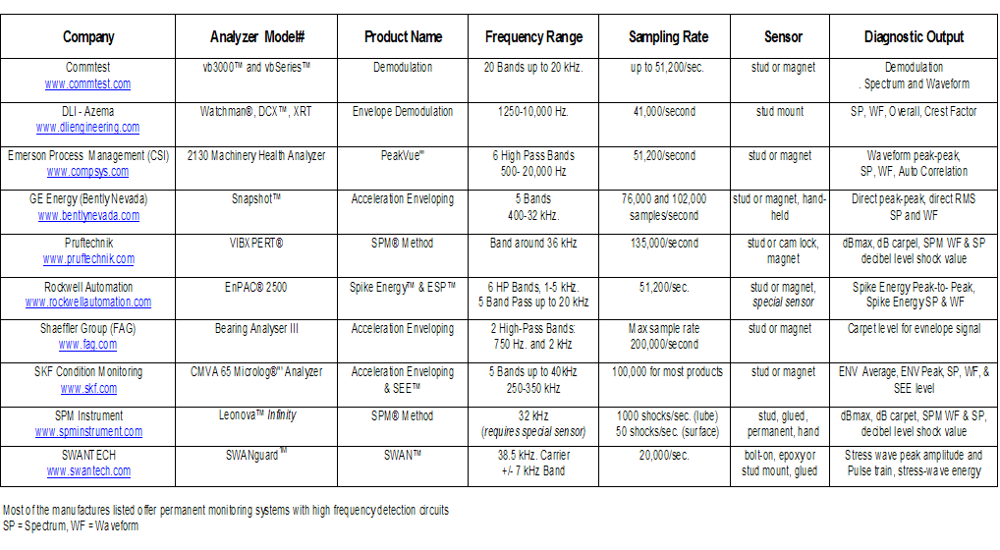 Company Analyzer Model# Product Name Frequency Range Sampling Rate Sensor Diagnostic Output
Commtest vb3000™ and vbSeries™ Demodulation 20 Bands up to 20 kHz. up to 51,200/sec. stud or magnet Demodulation
www.commtest.com . Spectrum and Waveform
DLI - Azema Watchman®, DCX™, XRT Envelope Demodulation 1250-10,000 Hz. 41,000/second stud mount SP, WF, Overall, Crest Factor
www.dliengineering.com
Emerson Process Management (CSI) 2130 Machinery Health Analyzer PeakVue™ 6 High Pass Bands 51,200/second stud or magnet Waveform peak-peak,
www.compsys.com 500- 20,000 Hz SP, WF, Auto Correlation
GE Energy (Bently Nevada) Snapshot™ Acceleration Enveloping 5 Bands 76,000 and 102,000 stud or magnet, hand- Direct peak-peak, direct RMS
www.bentlynevada.com 400-32 kHz. samples/second held SP and WF
Pruftechnik VIBXPERT® SPM® Method Band around 36 kHz 135,000/second stud or cam lock, dBmax, dB carpel, SPM WF & SP
www.pruftechnik.com magnet decibel level shock value
Rockwell Automation EnPAC® 2500 Spike Energy™ & ESP™ 6 HP Bands, 1-5 kHz. 51,200/sec. stud or magnet, Spike Energy Peak-to- Peak,
www.rockwellautomation.com 5 Band Pass up to 20 kHz special sensor Spike Energy SP & WF
Shaeffler Group (FAG) Bearing Analyser III Acceleration Enveloping 2 High-Pass Bands: Max sample rate stud or magnet Carpet level for evnelope signal
www.fag.com 750 Hz. and 2 kHz 200,000/second
SKF Condition Monitoring CMVA 65 Microlog®™ Analyzer Acceleration Enveloping 5 Bands up to 40kHz 100,000 for most products stud or magnet ENV Average, ENV Peak, SP, WF, &
www.skf.com & SEE™ 250-350 kHz SEE level
SPM Instrument Leonova™ Infinity SPM® Method 32 kHz 1000 shocks/sec. (lube) stud, glued, dBmax, dB carpet, SPM WF & SP,
www.spminstrument.com (requires special sensor) 50 shocks/sec. (surface) permanent, hand decibel level shock value
SWANTECH SWANguard™ SWAN™ 38.5 kHz. Carrier 20,000/sec. bolt-on, epoxy or Stress wave peak amplitude and
www.swantech.com +/- 7 kHz Band stud mount, glued Pulse train, stress-wave energy
Most of the manufactures listed offer permanent monitoring systems with high frequency detection circuits
SP = Spectrum, WF = Waveform